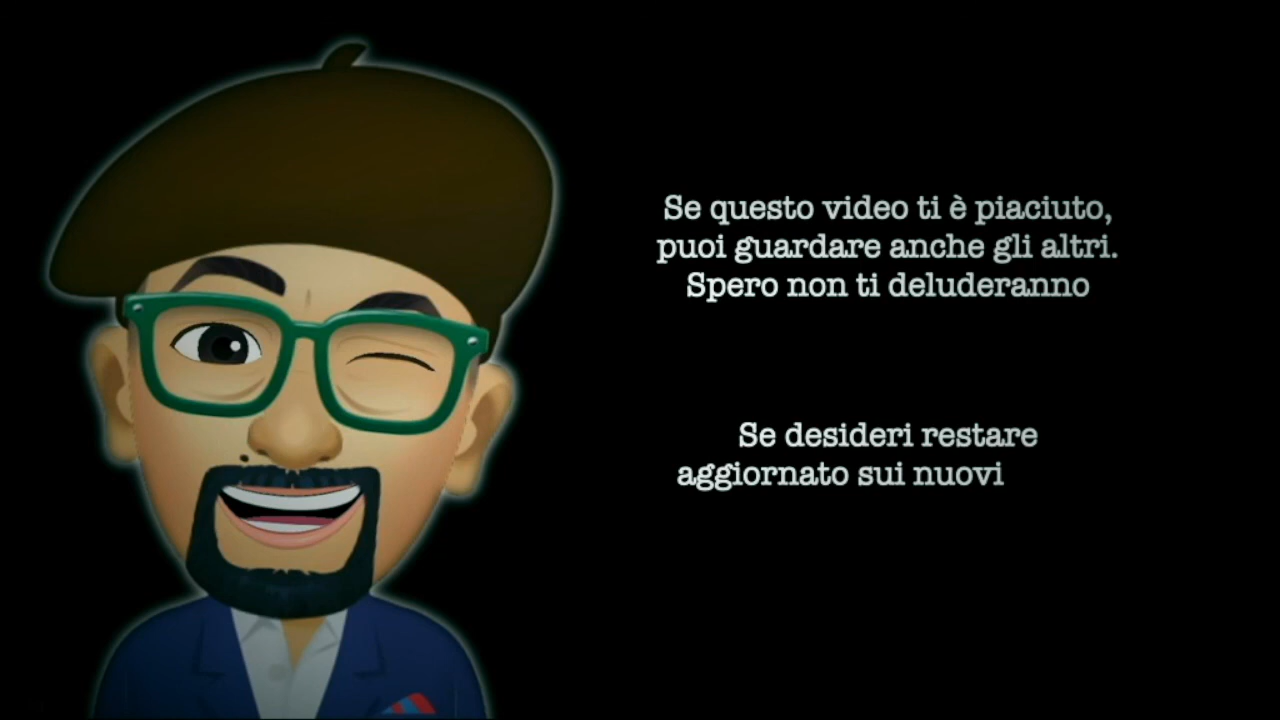 Se questo video ti è piaciuto,
puoi guardare anche gli altri.
Spero non ti deluderanno
Se desideri restare
aggiornato sui nuovi